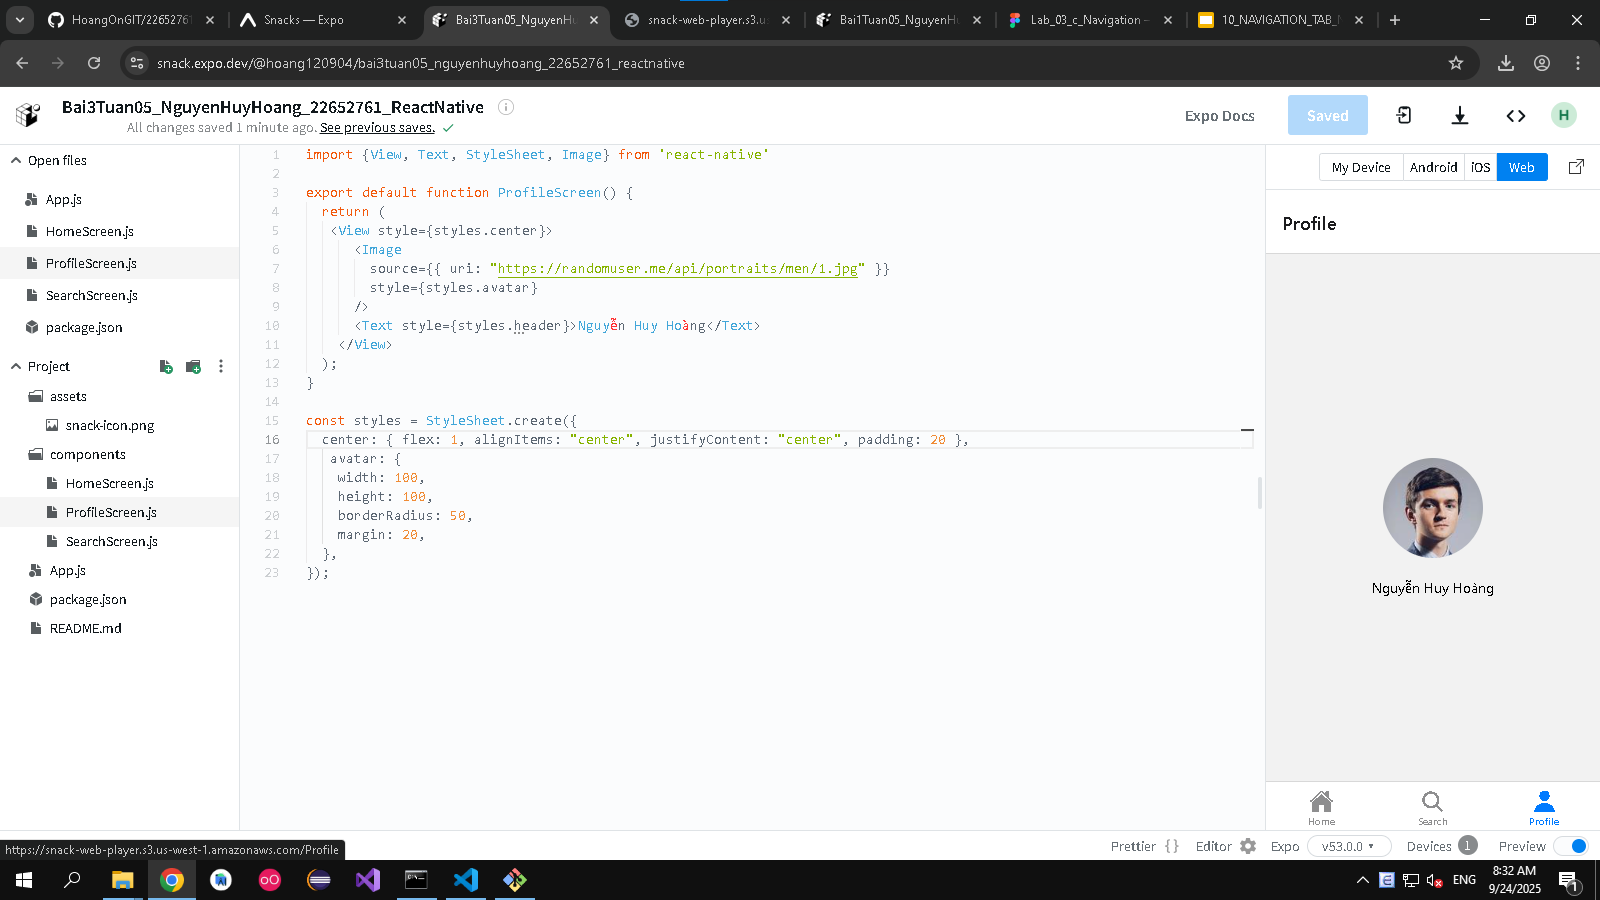 HoangOnGIT/22652761
Snacks — Expo
Bai3Tuan05_NguyenHu
snack-web-player.s3.us
Bai1Tuan05_NguyenHu
Lab_03_c_Navigation –
10_NAVIGATION_TAB_
snack.expo.dev/@hoang120904/bai3tuan05_nguyenhuyhoang_22652761_reactnative
Bai3Tuan05_NguyenHuyHoang_22652761_ReactNative
All changes saved 1 minute ago. See previous saves.
Expo Docs
Saved
H
Open files
App.js
HomeScreen.js
ProfileScreen.js
SearchScreen.js
package.json
Project
assets
snack-icon.png
components
HomeScreen.js
ProfileScreen.js
SearchScreen.js
App.js
package.json
README.md
1 import {View, Text, StyleSheet, Image} from 'react-native'
2
3 export default function ProfileScreen() {
4 return (
5 <View style={styles.center}>
6 <Image
7 source={{ uri: "https://randomuser.me/api/portraits/men/1.jpg" }}
8 style={styles.avatar}
9 />
10 <Text style={styles.header}>Nguyễn Huy Hoàng</Text>
11 </View>
12 );
13 }
14
15 const styles = StyleSheet.create({
16 center: { flex: 1, alignItems: "center", justifyContent: "center", padding: 20 },
17 avatar: {
18 width: 100,
19 height: 100,
20 borderRadius: 50,
21 margin: 20,
22 },
23 });
My Device
Android
iOS
Web
Profile
Nguyễn Huy Hoàng
Home
Search
Profile
https://snack-web-player.s3.us-west-1.amazonaws.com/Profile
Prettier { }
Editor
Expo
v53.0.0
Devices 1
Preview
ENG
8:32 AM
9/24/2025
1